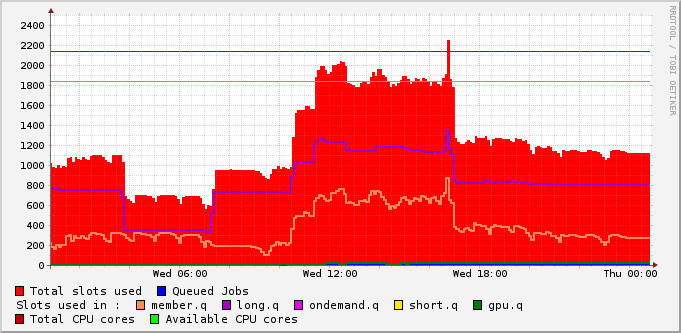 RRDTOOL / TOBI OETIKER
2400
2200
2000
1800
1600
1400
1200
1000
800
600
400
200
0
Wed 06:00 Wed 12:00 Wed 18:00 Thu 00:00
Total slots used Queued Jobs
Slots used in : member.q long.q ondemand.q short.q gpu.q
Total CPU cores Available CPU cores